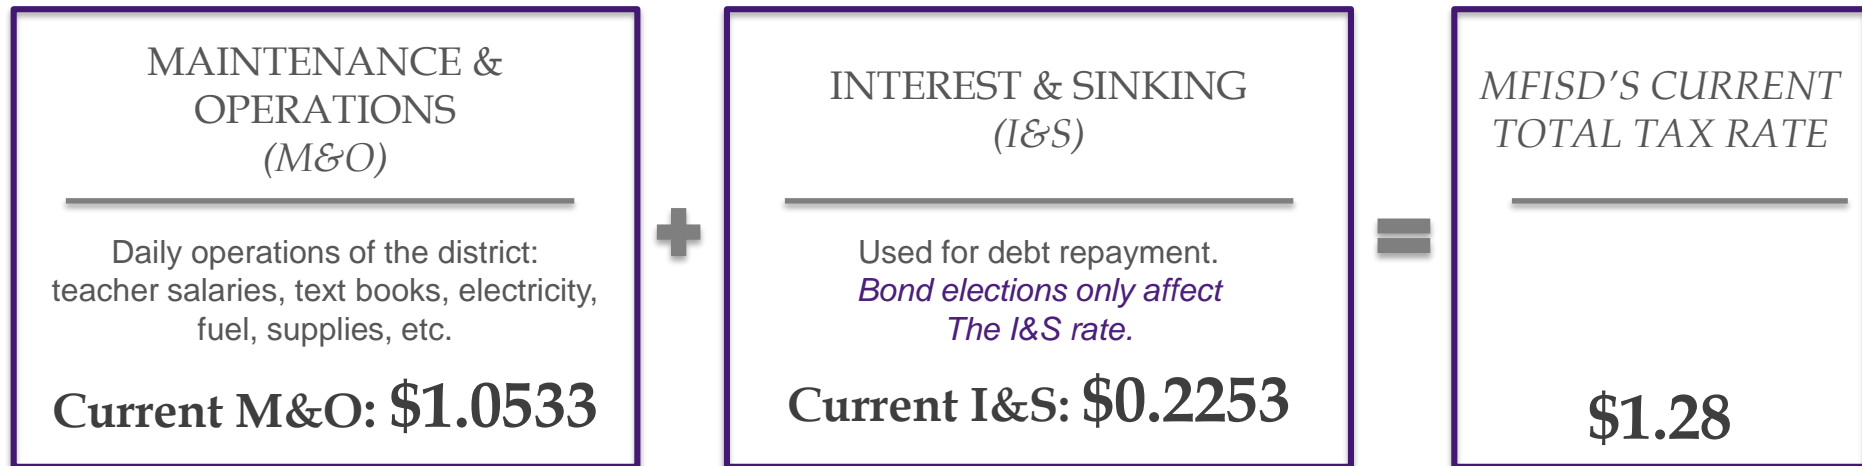 MAINTENANCE &
OPERATIONS
(M&O)
Daily operations of the district:
teacher salaries, text books, electricity,
fuel, supplies, etc.
Current M&O: $1.0533
+
INTEREST & SINKING
(I&S)
Used for debt repayment.
Bond elections only affect
The I&S rate.
Current I&S: $0.2253
=
MFISD'S CURRENT
TOTAL TAX RATE
$1.28